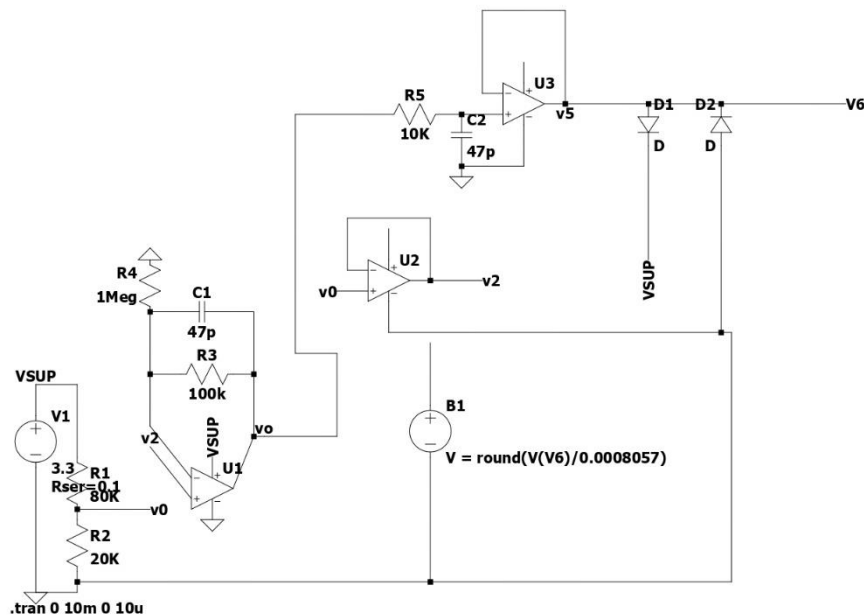 U3
R5
10K
C2
47p
v5
D1
D
D2
D
V6
U2
v0
v2
VSUP
R4
1Meg
C1
47p
R3
100k
VSUP
V1
3.3
Rser=0.1
R1
80K
v0
R2
20K
v2
VSUP
U1
vo
B1
V = round(V(V6)/0.0008057)
.tran 0 10m 0 10u